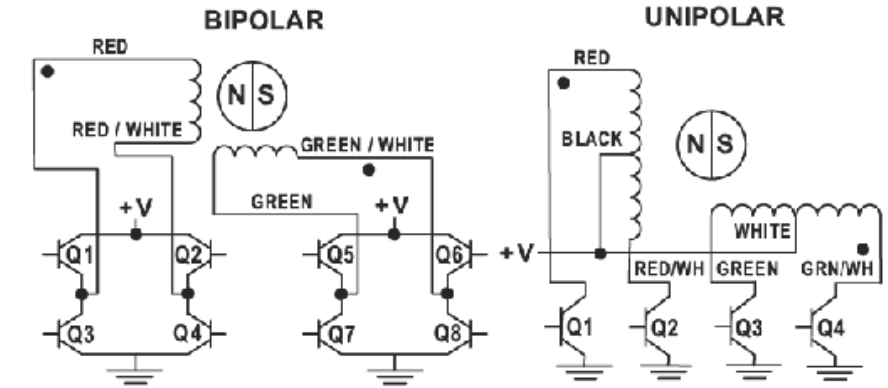 BIPOLAR
RED
N S
RED / WHITE
GREEN / WHITE
GREEN
+V
+V
Q1
Q2
Q5
Q6
Q3
Q4
Q7
Q8
UNIPOLAR
RED
BLACK
N S
WHITE
+V
RED/WH
GREEN
GRN/WH
Q1
Q2
Q3
Q4